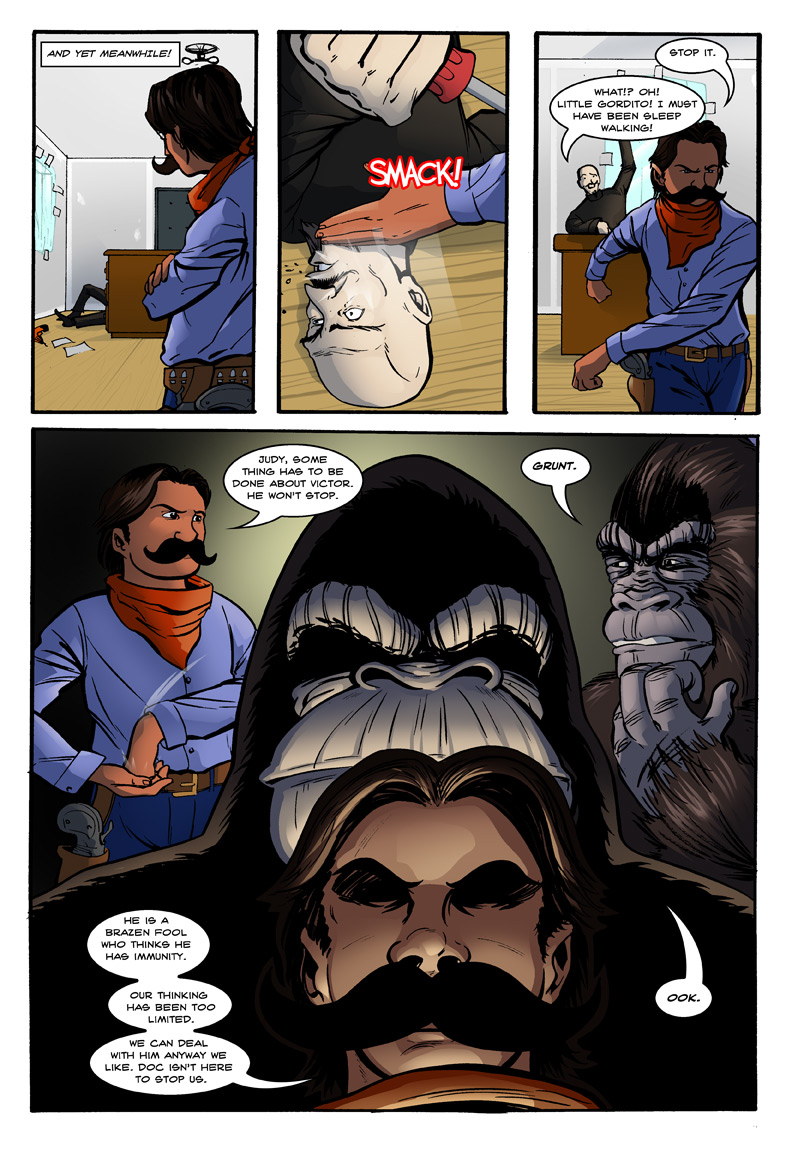 AND YET MEANWHILE!
SMACK!
STOP IT.
WHAT!? OH!
LITTLE GORDITO! I MUST
HAVE BEEN SLEEP
WALKING!
JUDY, SOME
THING HAS TO BE
DONE ABOUT VICTOR.
HE WON'T STOP.
GRUNT.
HE IS A
BRAZEN FOOL
WHO THINKS HE
HAS IMMUNITY.
OUR THINKING
HAS BEEN TOO
LIMITED.
WE CAN DEAL
WITH HIM ANYWAY WE
LIKE. DOC ISN'T HERE
TO STOP US.
OOK.